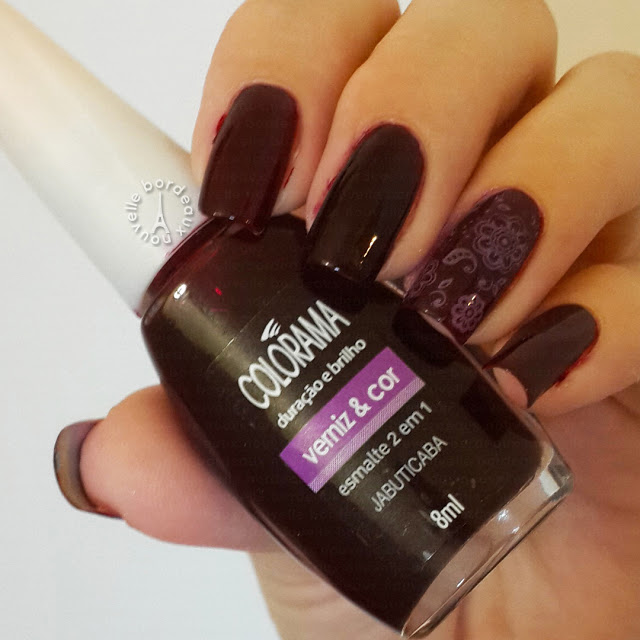 nouvelle bordeaux
COLORAMA
duração e brilho
verniz & cor
esmalte 2 em 1
JABUTICABA
8ml